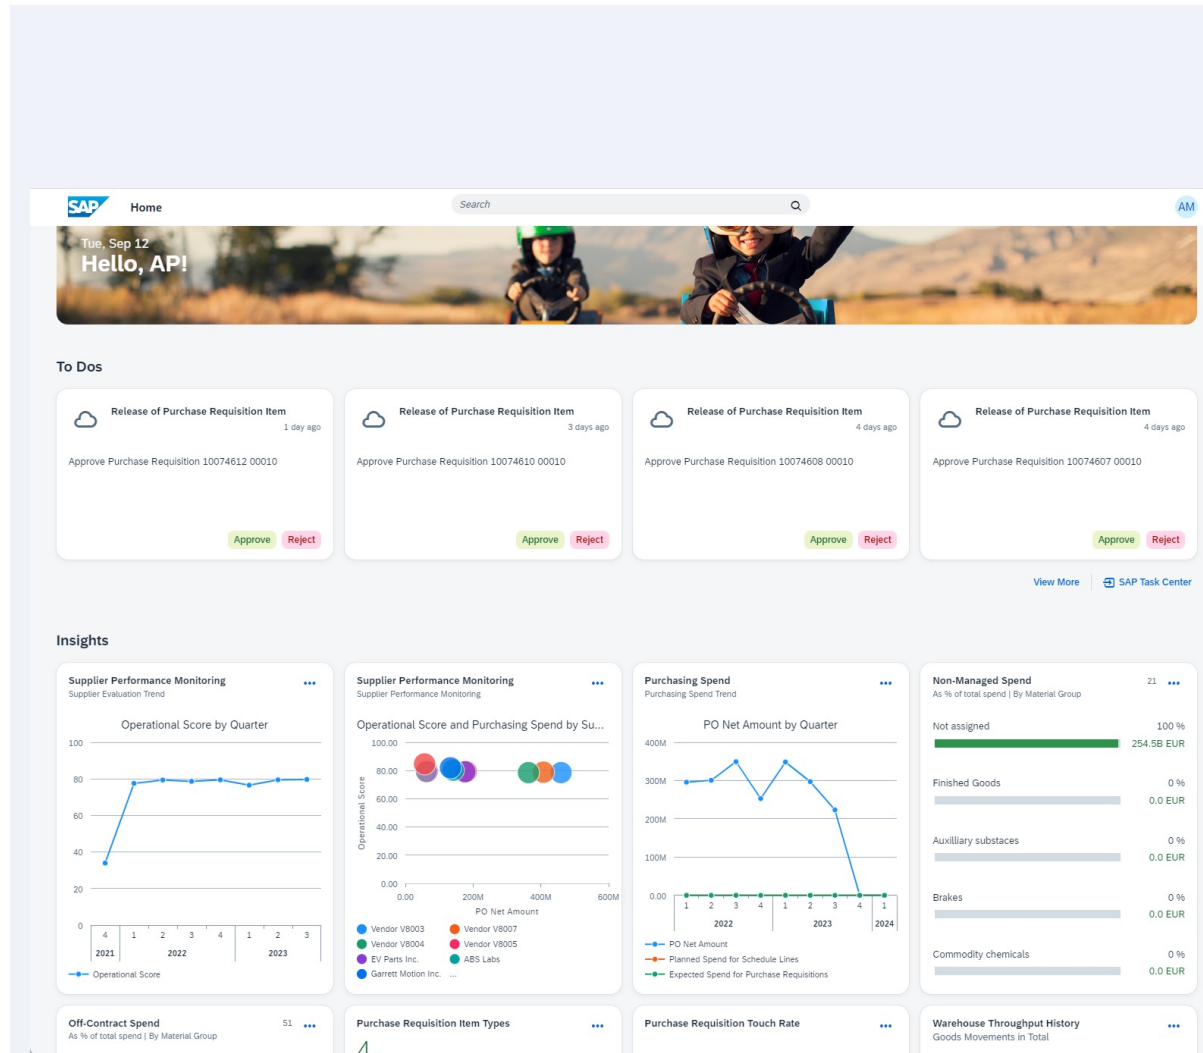 SAP Home Search AM
Tue, Sep 12
Hello, AP!
To Dos
Release of Purchase Requisition Item
1 day ago
Approve Purchase Requisition 10074612 00010
Approve Reject
Release of Purchase Requisition Item
3 days ago
Approve Purchase Requisition 10074610 00010
Approve Reject
Release of Purchase Requisition Item
4 days ago
Approve Purchase Requisition 10074608 00010
Approve Reject
Release of Purchase Requisition Item
4 days ago
Approve Purchase Requisition 10074607 00010
Approve Reject
View More SAP Task Center
Insights
Supplier Performance Monitoring
Supplier Evaluation Trend
Operational Score by Quarter
100
80
60
40
20
0
4 1 2 3 4 1 2 3
2021 2022 2023
Operational Score
Supplier Performance Monitoring
Supplier Performance Monitoring
Operational Score and Purchasing Spend by Su...
Operational Score
100.00
80.00
60.00
40.00
20.00
0.00
0.00 200M 400M 600M
PO Net Amount
Vendor V8003 Vendor V8007
Vendor V8004 Vendor V8005
EV Parts Inc. ABS Labs
Garrett Motion Inc. ...
Purchasing Spend
Purchasing Spend Trend
PO Net Amount by Quarter
400M
300M
200M
100M
0.00
1 2 3 4 1 2 3 4 1
2022 2023 2024
PO Net Amount
Planned Spend for Schedule Lines
Expected Spend for Purchase Requisitions
Non-Managed Spend 21
As % of total spend | By Material Group
Not assigned 100 %
254.5B EUR
Finished Goods 0 %
0.0 EUR
Auxilliary substaces 0 %
0.0 EUR
Brakes 0 %
0.0 EUR
Commodity chemicals 0 %
0.0 EUR
Off-Contract Spend 51
As % of total spend | By Material Group
Purchase Requisition Item Types
Purchase Requisition Touch Rate
Warehouse Throughput History
Goods Movements in Total